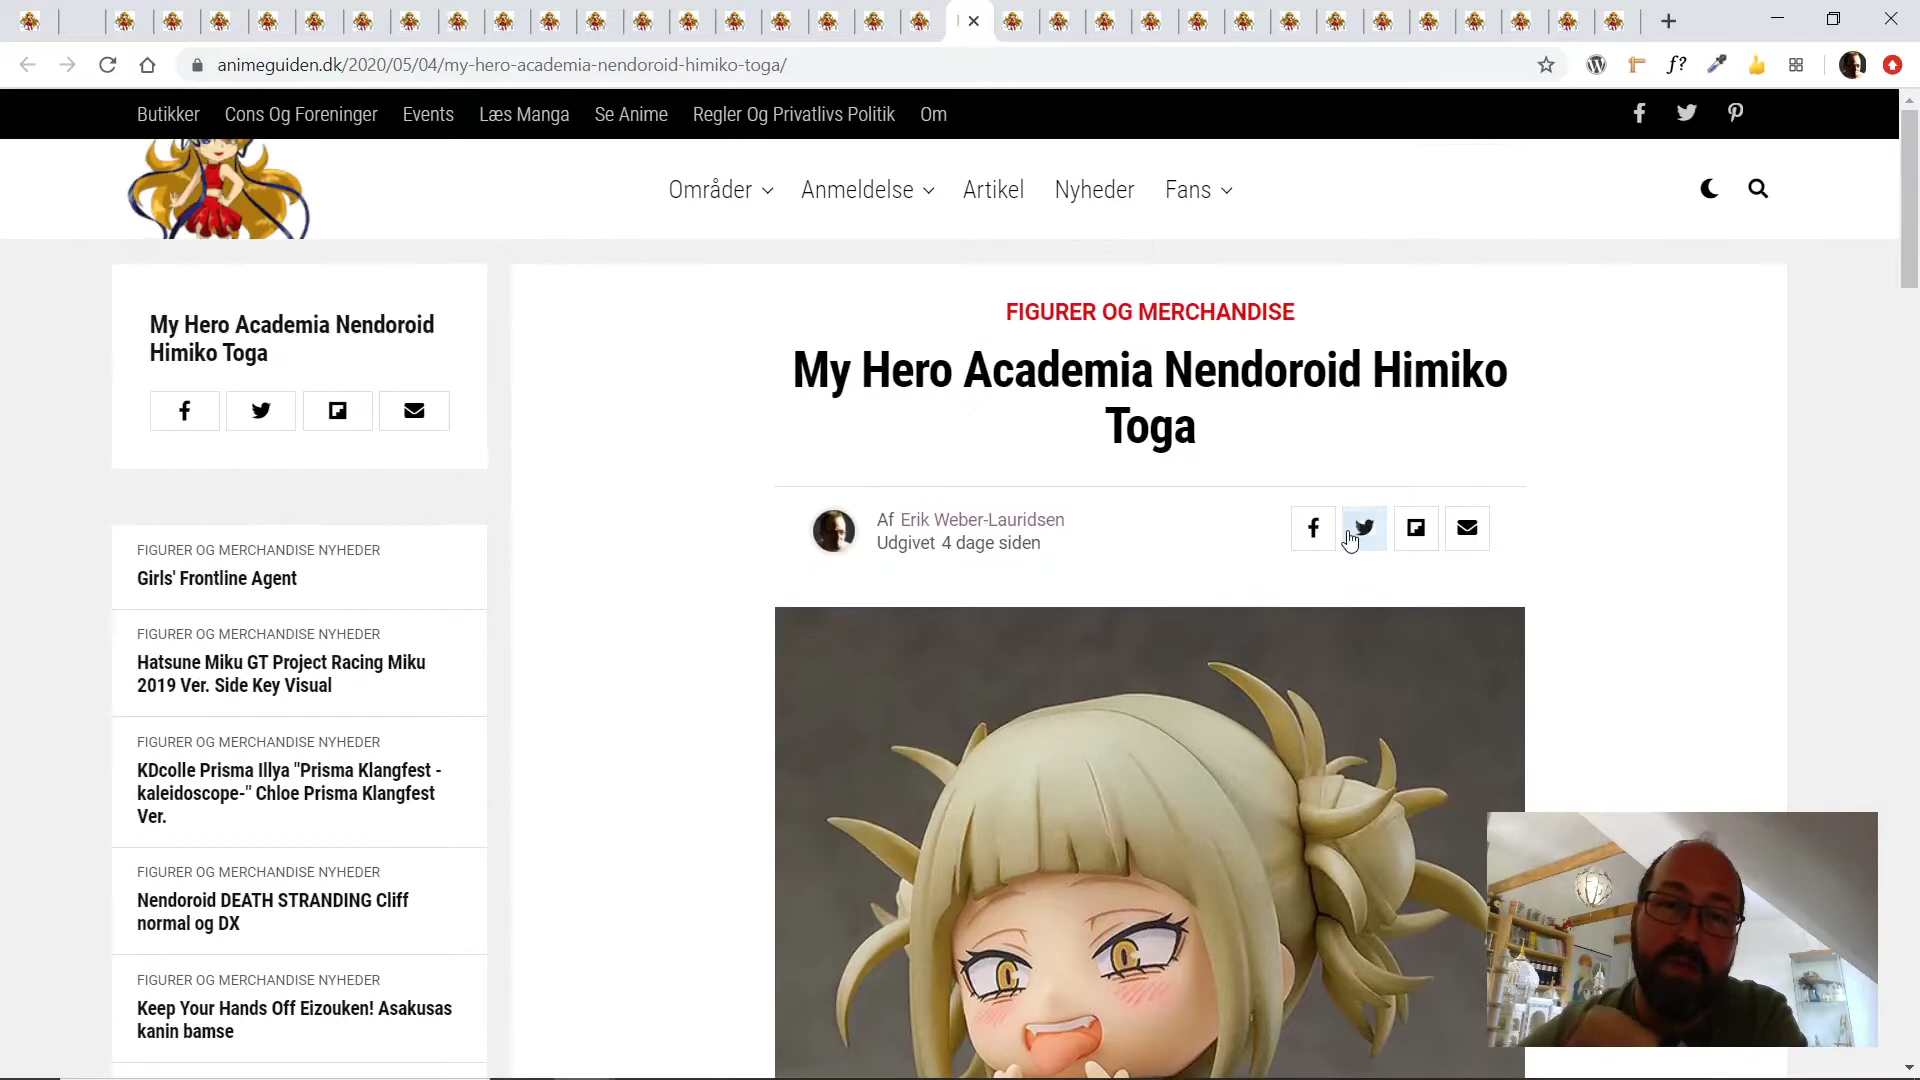 animeguiden.dk/2020/05/04/my-hero-academia-nendoroid-himiko-toga/
f?
Butikker Cons Og Foreninger Events Læs Manga Se Anime Regler Og Privatlivs Politik Om
Områder Anmeldelse Artikel Nyheder Fans
My Hero Academia Nendoroid
Himiko Toga
FIGURER OG MERCHANDISE NYHEDER
Girls' Frontline Agent
FIGURER OG MERCHANDISE NYHEDER
Hatsune Miku GT Project Racing Miku
2019 Ver. Side Key Visual
FIGURER OG MERCHANDISE NYHEDER
KDcolle Prisma Illya "Prisma Klangfest -
kaleidoscope-" Chloe Prisma Klangfest
Ver.
FIGURER OG MERCHANDISE NYHEDER
Nendoroid DEATH STRANDING Cliff
normal og DX
FIGURER OG MERCHANDISE NYHEDER
Keep Your Hands Off Eizouken! Asakusas
kanin bamse
FIGURER OG MERCHANDISE
My Hero Academia Nendoroid Himiko
Toga
Af Erik Weber-Lauridsen
Udgivet 4 dage siden